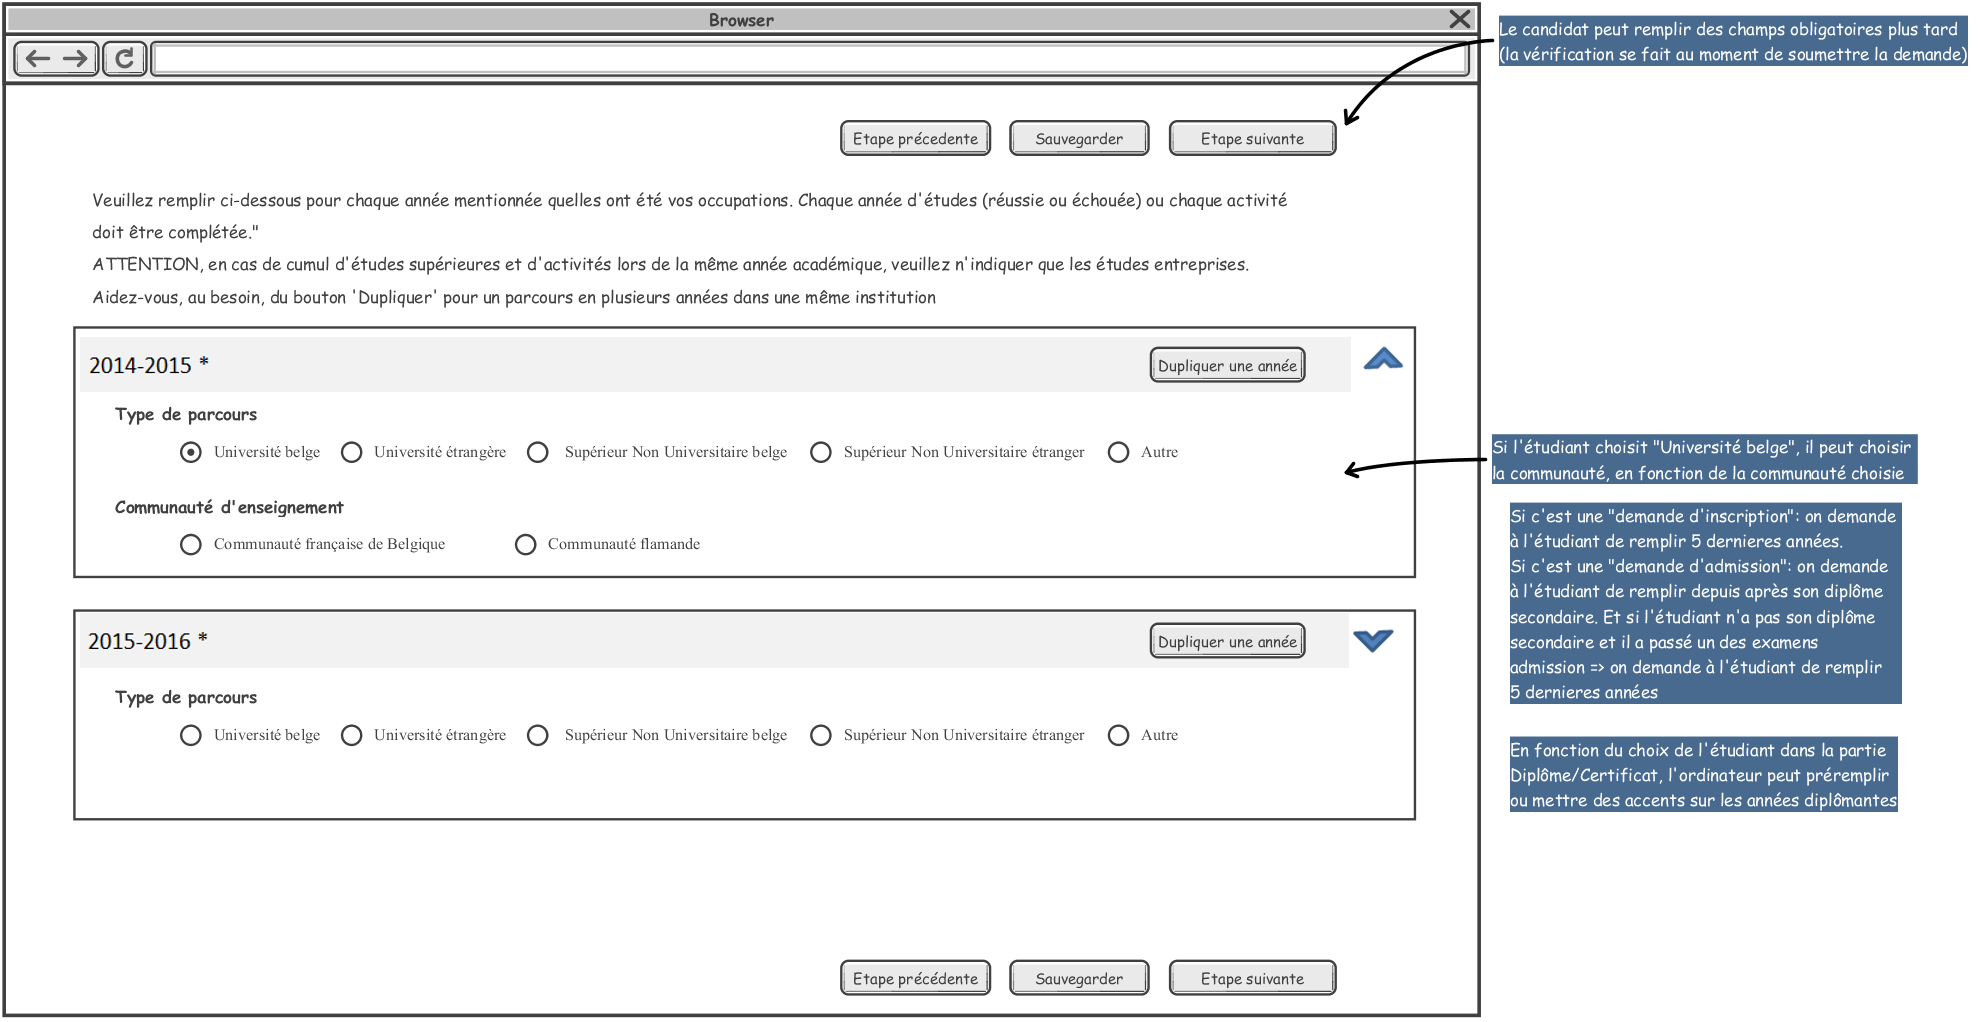 Browser
Le candidat peut remplir des champs obligatoires plus tard
(la vérification se fait au moment de soumettre la demande)
Etape précedente
Sauvegarder
Etape suivante
Veuillez remplir ci-dessous pour chaque année mentionnée quelles ont été vos occupations. Chaque année d'études (réussie ou échouée) ou chaque activité
doit être complétée."
ATTENTION, en cas de cumul d'études supérieures et d'activités lors de la même année académique, veuillez n'indiquer que les études entreprises.
Aidez-vous, au besoin, du bouton 'Dupliquer' pour un parcours en plusieurs années dans une même institution
2014-2015 *
Dupliquer une année
Type de parcours
Université belge
Université étrangère
Supérieur Non Universitaire belge
Supérieur Non Universitaire étranger
Autre
Communauté d'enseignement
Communauté française de Belgique
Communauté flamande
Si l'étudiant choisit "Université belge", il peut choisir
la communauté, en fonction de la communauté choisie
Si c'est une "demande d'inscription": on demande
à l'étudiant de remplir 5 dernieres années.
Si c'est une "demande d'admission": on demande
à l'étudiant de remplir depuis après son diplôme
secondaire. Et si l'étudiant n'a pas son diplôme
secondaire et il a passé un des examens
admission => on demande à l'étudiant de remplir
5 dernieres années
2015-2016 *
Dupliquer une année
Type de parcours
Université belge
Université étrangère
Supérieur Non Universitaire belge
Supérieur Non Universitaire étranger
Autre
En fonction du choix de l'étudiant dans la partie
Diplôme/Certificat, l'ordinateur peut préremplir
ou mettre des accents sur les années diplômantes
Etape précédente
Sauvegarder
Etape suivante